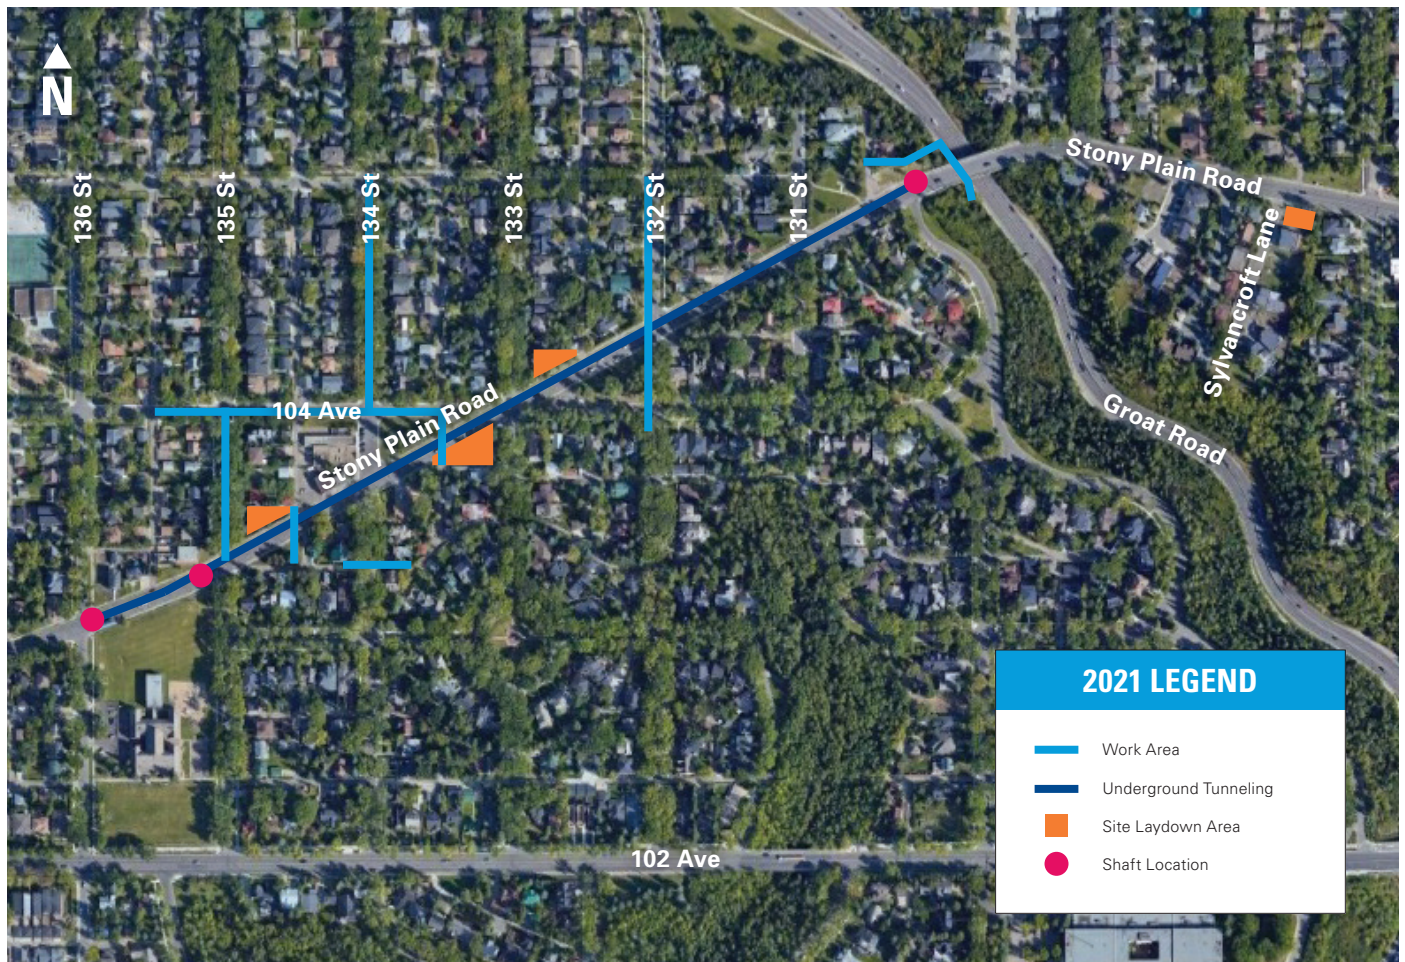 N
136 St
135 St
134 St
133 St
132 St
131 St
Stony Plain Road
Sylvancroft Lane
104 Ave
Stony Plain Road
Groat Road
102 Ave
2021 LEGEND
Work Area
Underground Tunneling
Site Laydown Area
Shaft Location